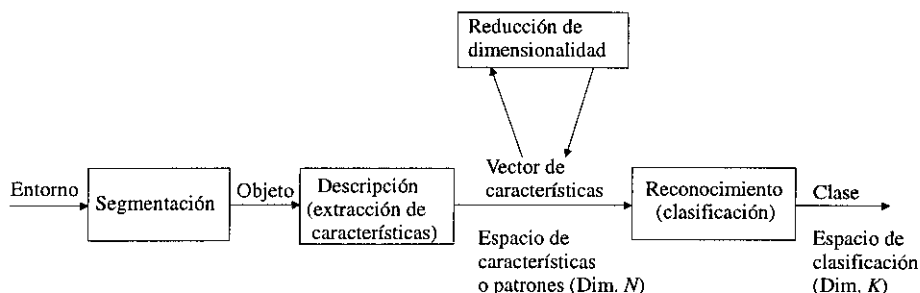 Reducción de
dimensionalidad
Entorno
Segmentación
Objeto
Descripción
(extracción de
características)
Vector de
características
Espacio de
características
o patrones (Dim. N)
Reconocimiento
(clasificación)
Clase
Espacio de
clasificación
(Dim. K)